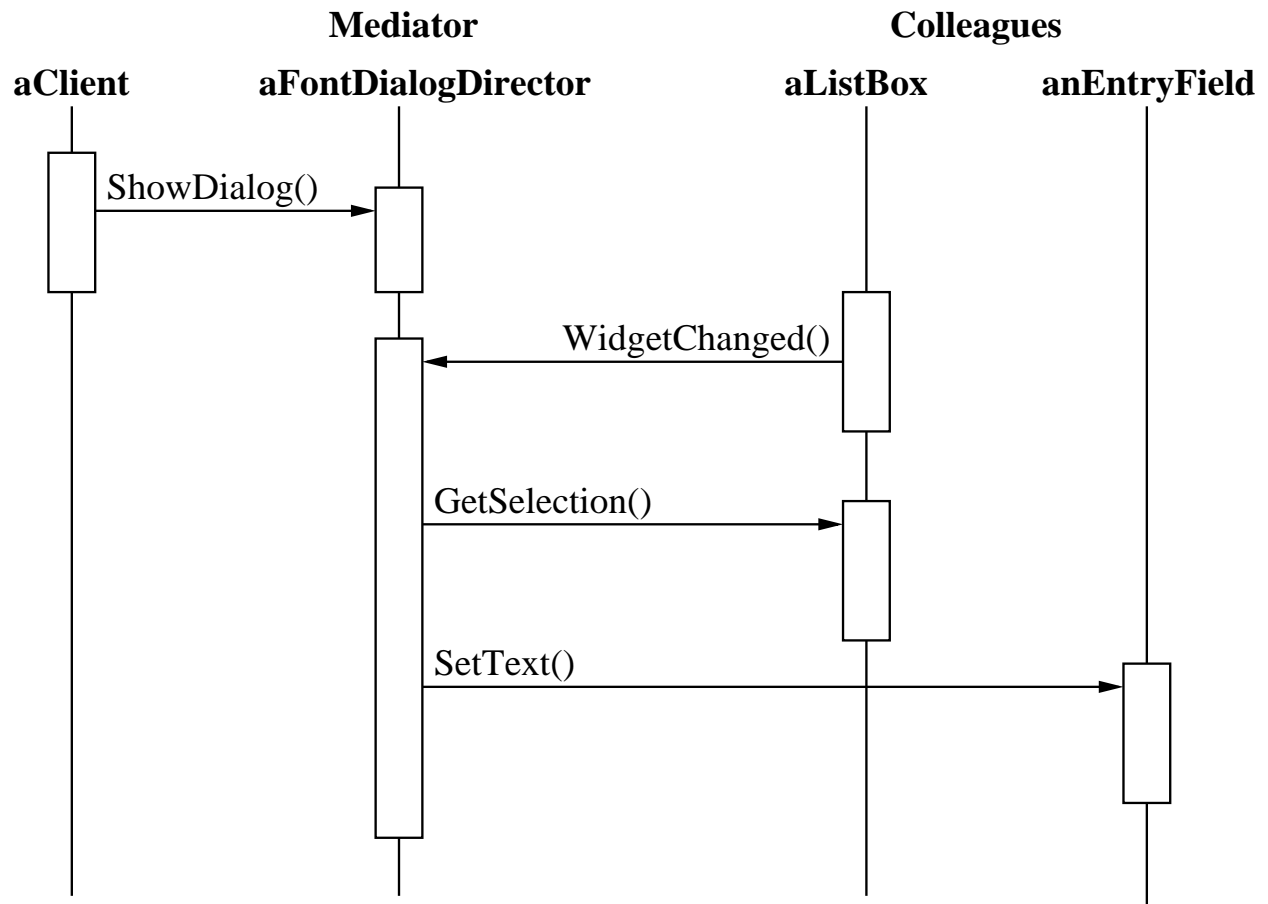 Mediator Colleagues
aClient aFontDialogDirector aListBox anEntryField
ShowDialog()
WidgetChanged()
GetSelection()
SetText()